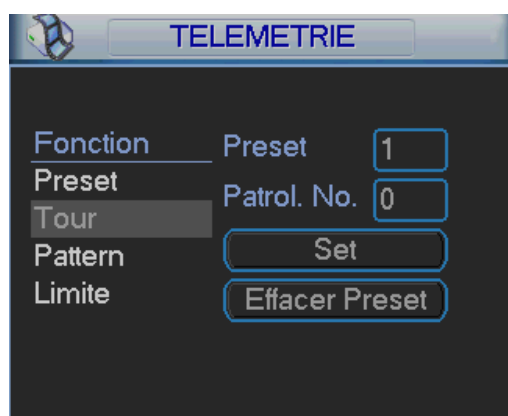 TELEMETRIE
Fonction
Preset
Tour
Pattern
Limite
Preset 1
Patrol. No. 0
Set
Effacer Preset